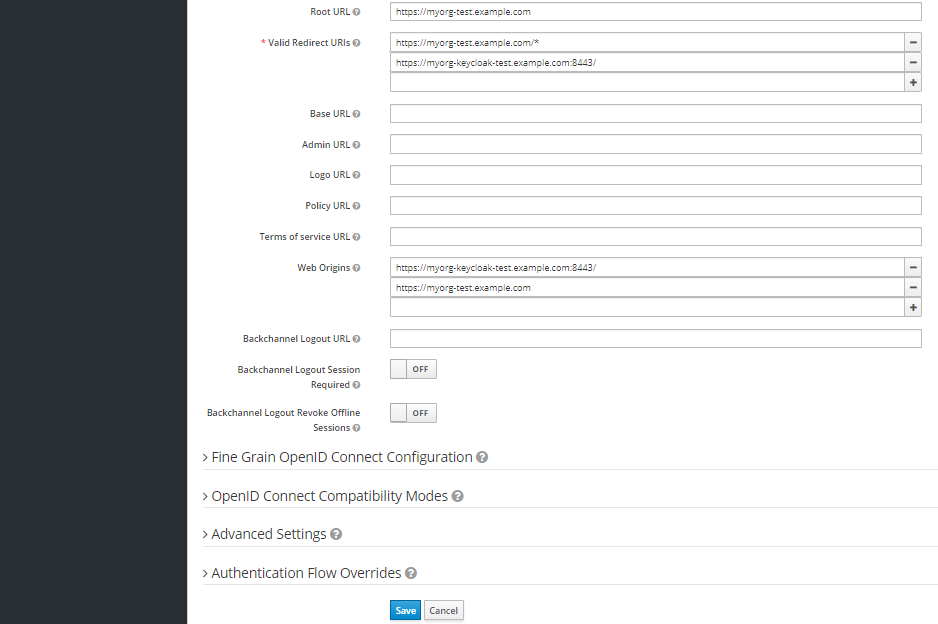 Root URL https://myorg-test.example.com
* Valid Redirect URIs https://myorg-test.example.com/*
https://myorg-keycloak-test.example.com:8443/
Base URL
Admin URL
Logo URL
Policy URL
Terms of service URL
Web Origins https://myorg-keycloak-test.example.com:8443/
https://myorg-test.example.com
Backchannel Logout URL
Backchannel Logout Session
Required
OFF
Backchannel Logout Revoke Offline
Sessions
OFF
Fine Grain OpenID Connect Configuration
OpenID Connect Compatibility Modes
Advanced Settings
Authentication Flow Overrides
Save Cancel